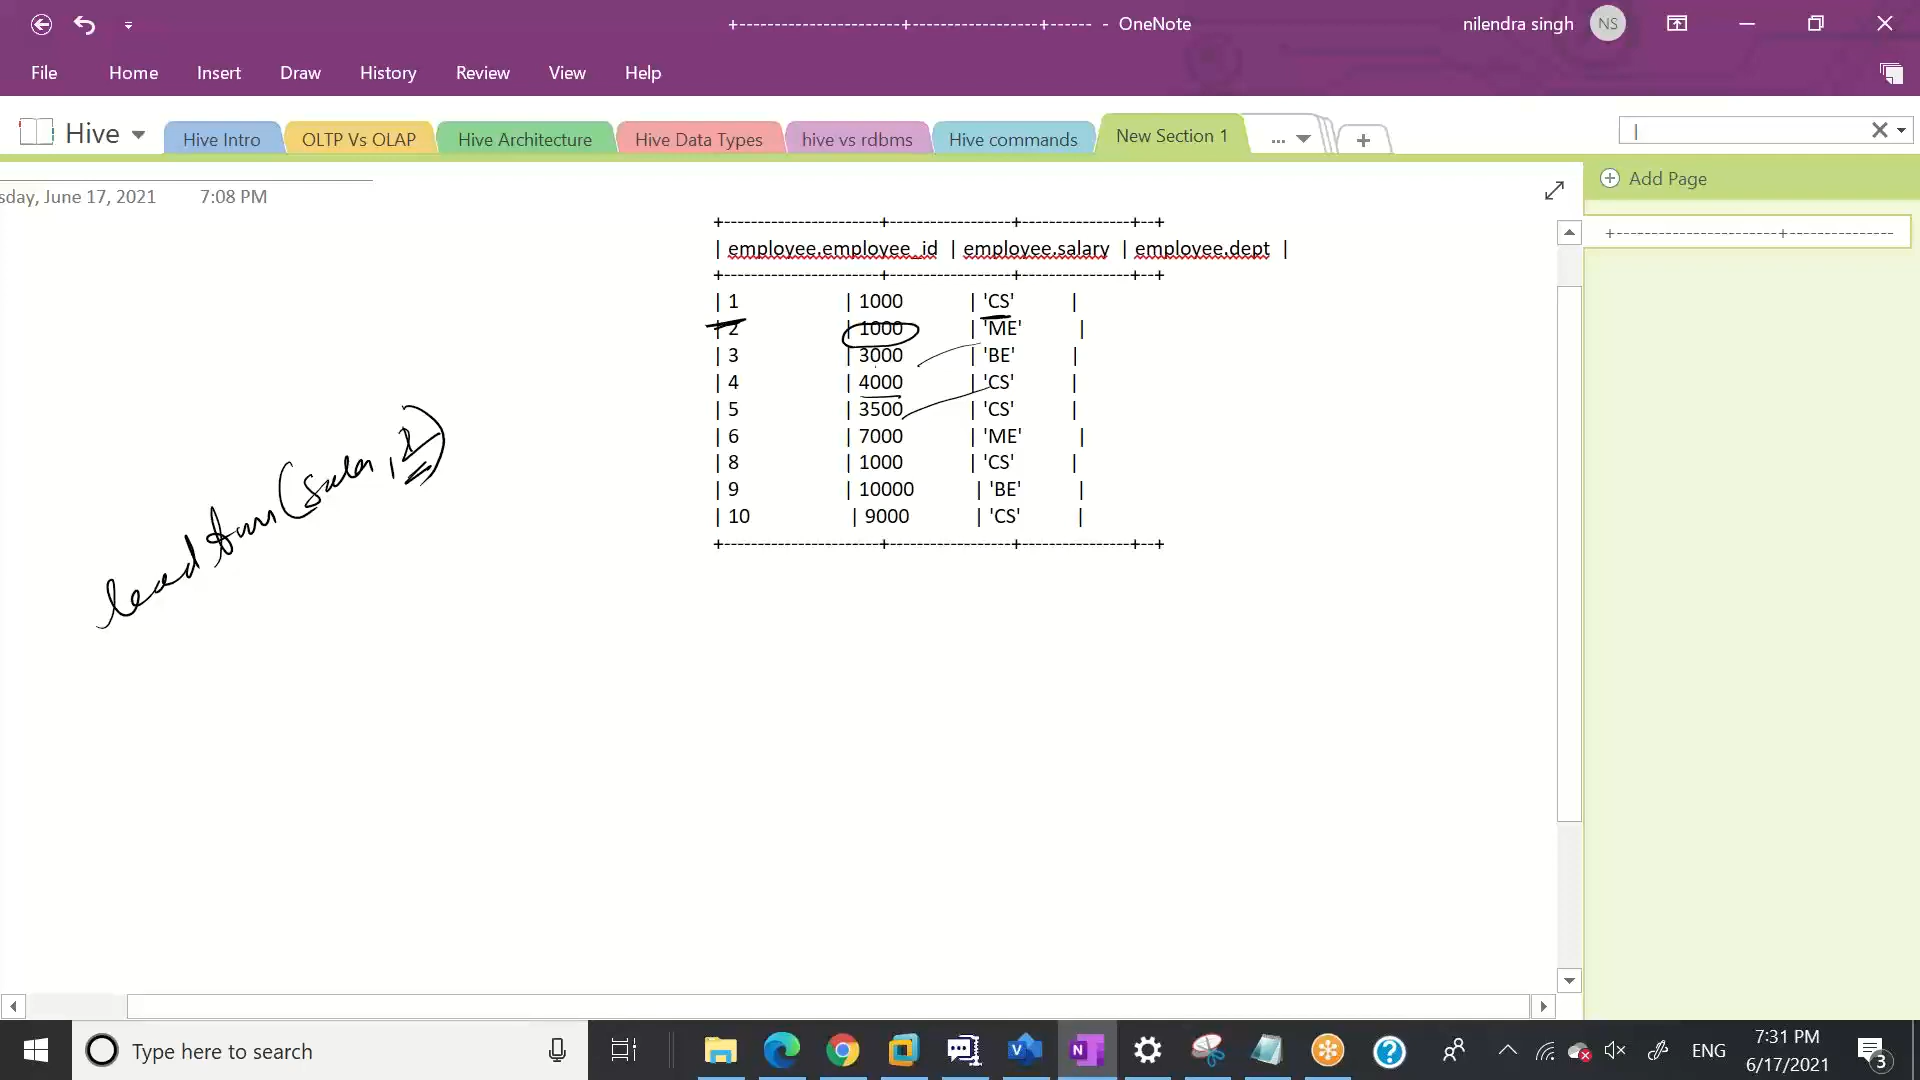 +-----------------------+------------------+------ - OneNote
nilendra singh
NS
File Home Insert Draw History Review View Help
Hive
Hive Intro
OLTP Vs OLAP
Hive Architecture
Hive Data Types
hive vs rdbms
Hive commands
New Section 1
...
|
sday, June 17, 2021 7:08 PM
Add Page
+-----------------------+---------------
+-----------------------+------------------+----------------+--+
| employee.employee_id | employee.salary | employee.dept |
+-----------------------+------------------+----------------+--+
| 1 | 1000 | 'CS' |
| 2 | 1000 | 'ME' |
| 3 | 3000 | 'BE' |
| 4 | 4000 | 'CS' |
| 5 | 3500 | 'CS' |
| 6 | 7000 | 'ME' |
| 8 | 1000 | 'CS' |
| 9 | 10000 | 'BE' |
| 10 | 9000 | 'CS' |
+-----------------------+------------------+----------------+--+
lead
Type here to search
ENG
7:31 PM
6/17/2021
3